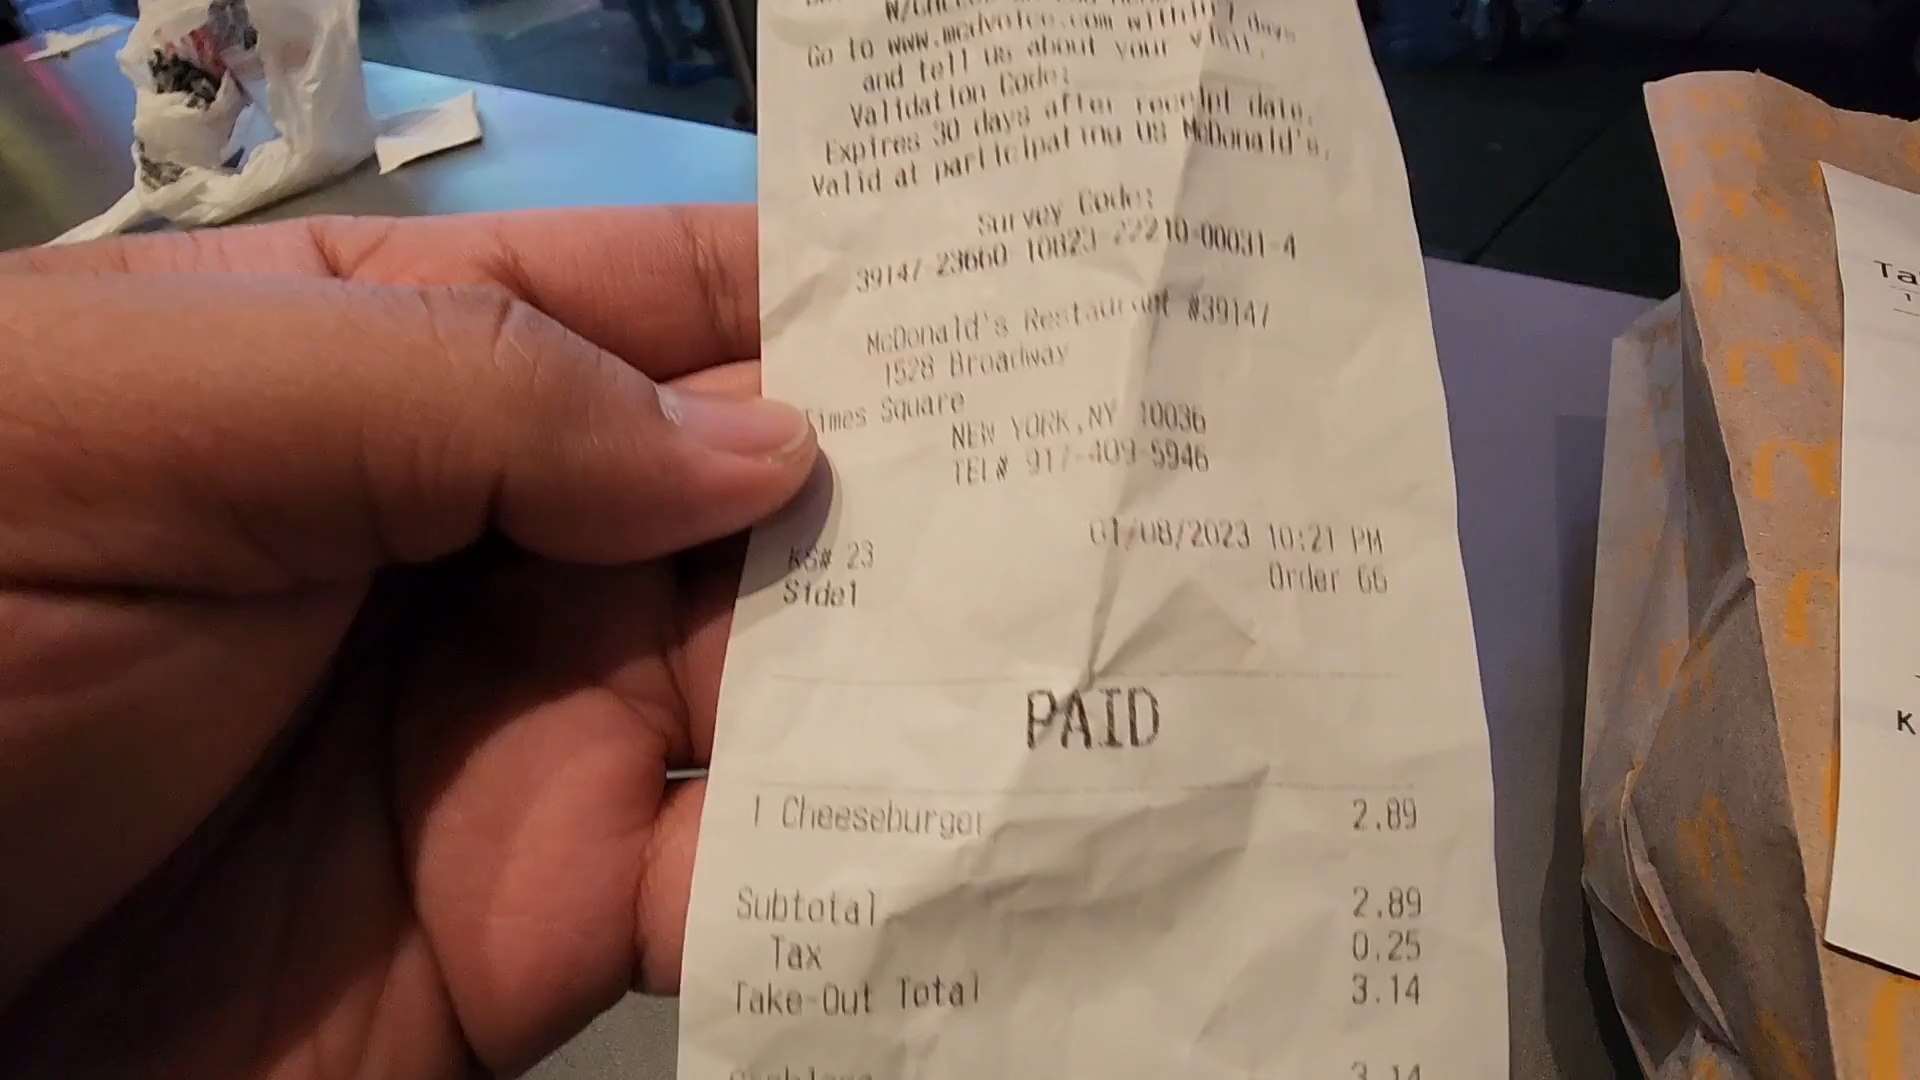 Go to www.mcdvoice.com within 7 days
and tell us about your visit.
Validation Code:
Expires 30 days after receipt date.
Valid at participating US McDonald's.
Survey Code:
39147-23660-10823-22210-00031-4
McDonald's Restaurant #39147
1528 Broadway
Times Square
NEW YORK,NY 10036
TEL# 917-409-5946
KS# 23 01/08/2023 10:21 PM
Side1 Order 66
PAID
1 Cheeseburger 2.89
Subtotal 2.89
Tax 0.25
Take-Out Total 3.14
3.14